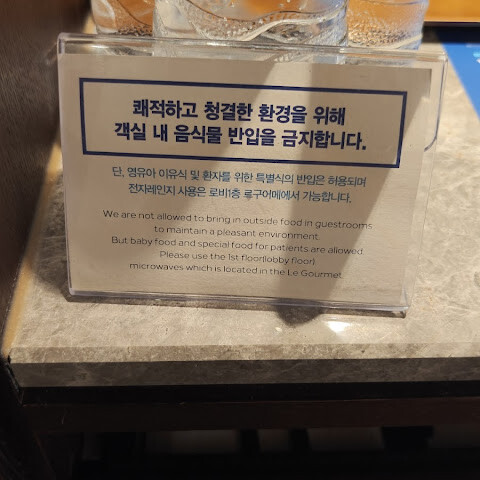 쾌적하고 청결한 환경을 위해
객실 내 음식물 반입을 금지합니다.
단, 영유아 이유식 및 환자를 위한 특별식의 반입은 허용되며
전자레인지 사용은 로비1층 르구어메에서 가능합니다.
We are not allowed to bring in outside food in guestrooms
to maintain a pleasant environment.
But baby food and special food for patients are allowed.
Please use the 1st floor(lobby floor)
microwaves which is located in the Le Gourmet.